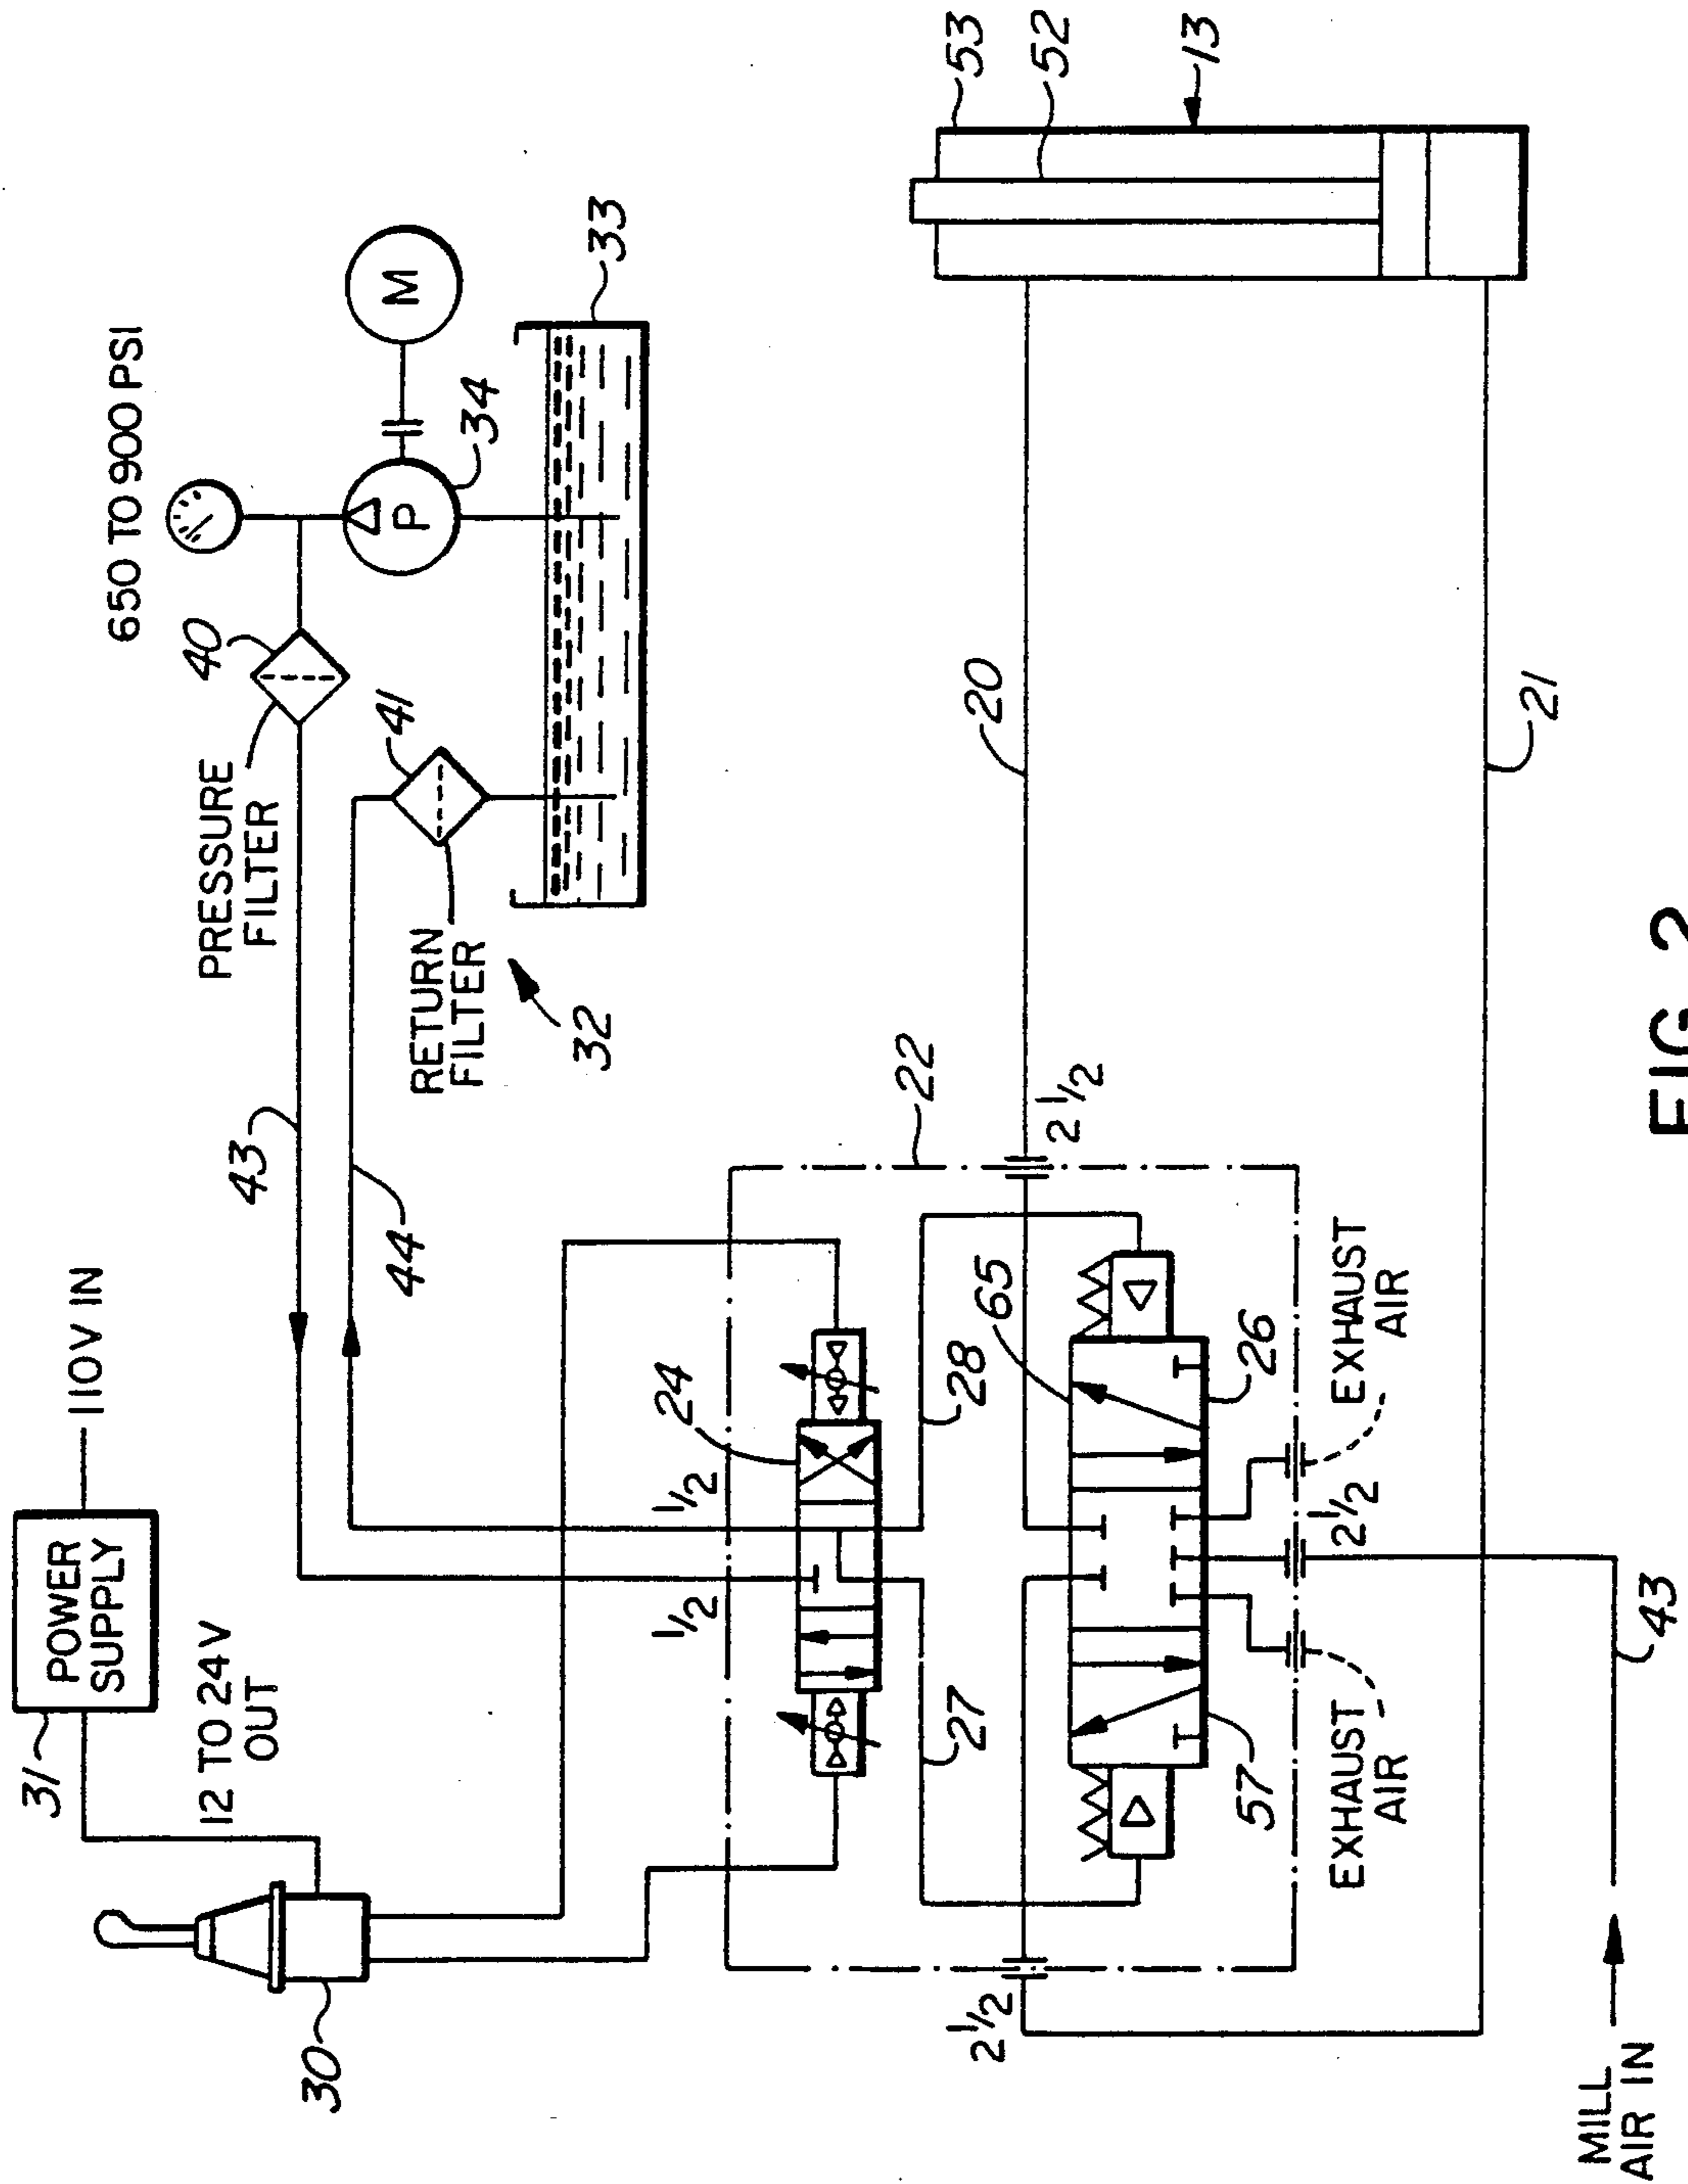 31
POWER
SUPPLY
110V IN
12 TO 24V
OUT
30
43
44
PRESSURE
FILTER
40
650 TO 900 PSI
RETURN
FILTER
41
32
P
34
M
33
1/2
1/2
24
22
27
28
65
26
57
2 1/2
2 1/2
2 1/2
EXHAUST
AIR
EXHAUST
AIR
MILL
AIR IN
43
20
21
53
52
13